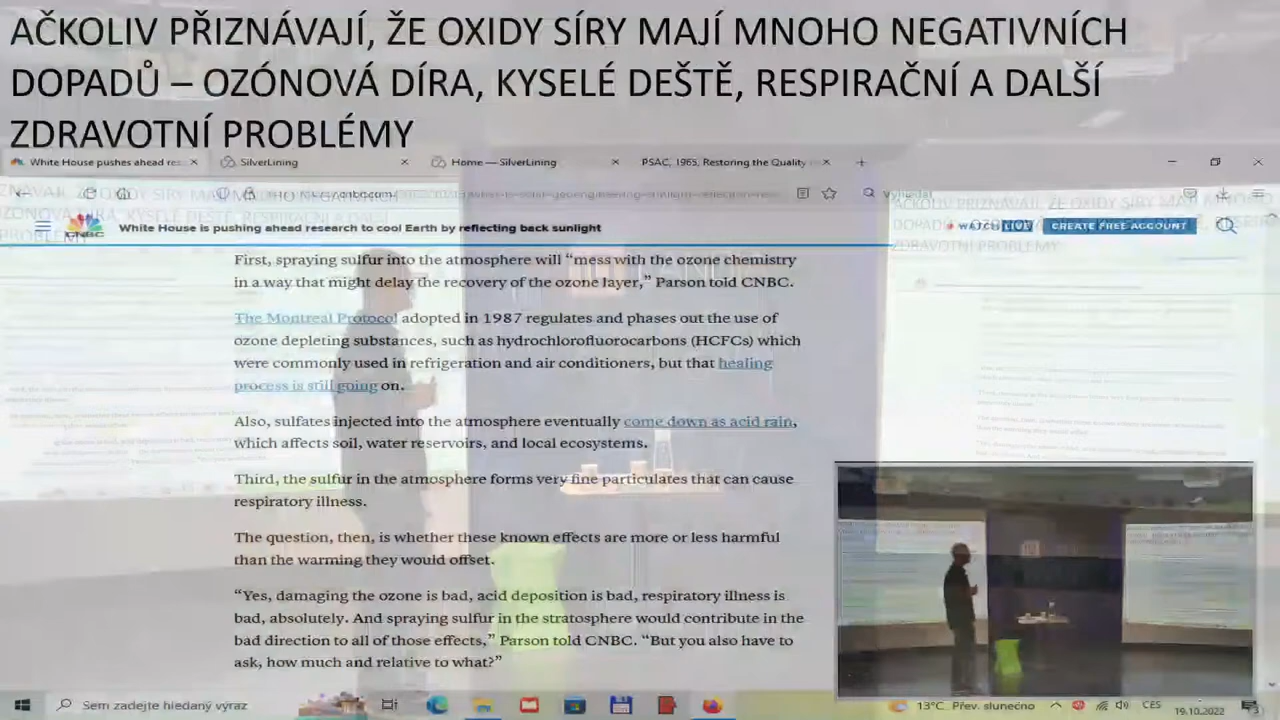 AČKOLIV PŘIZNÁVAJÍ, ŽE OXIDY SÍRY MAJÍ MNOHO NEGATIVNÍCH
DOPADŮ – OZÓNOVÁ DÍRA, KYSELÉ DEŠTĚ, RESPIRAČNÍ A DALŠÍ
ZDRAVOTNÍ PROBLÉMY
White House pushes ahead res
SilverLining
Home — SilverLining
PSAC, 1965, Restoring the Quality
CNBC
White House is pushing ahead research to cool Earth by reflecting back sunlight
WATCH LIVE
CREATE FREE ACCOUNT
First, spraying sulfur into the atmosphere will “mess with the ozone chemistry
in a way that might delay the recovery of the ozone layer,” Parson told CNBC.
The Montreal Protocol adopted in 1987 regulates and phases out the use of
ozone depleting substances, such as hydrochlorofluorocarbons (HCFCs) which
were commonly used in refrigeration and air conditioners, but that healing
process is still going on.
Also, sulfates injected into the atmosphere eventually come down as acid rain,
which affects soil, water reservoirs, and local ecosystems.
Third, the sulfur in the atmosphere forms very fine particulates that can cause
respiratory illness.
The question, then, is whether these known effects are more or less harmful
than the warming they would offset.
“Yes, damaging the ozone is bad, acid deposition is bad, respiratory illness is
bad, absolutely. And spraying sulfur in the stratosphere would contribute in the
bad direction to all of those effects,” Parson told CNBC. “But you also have to
ask, how much and relative to what?”
Sem zadejte hledaný výraz
13°C Přev. slunečno
CES
19.10.2022